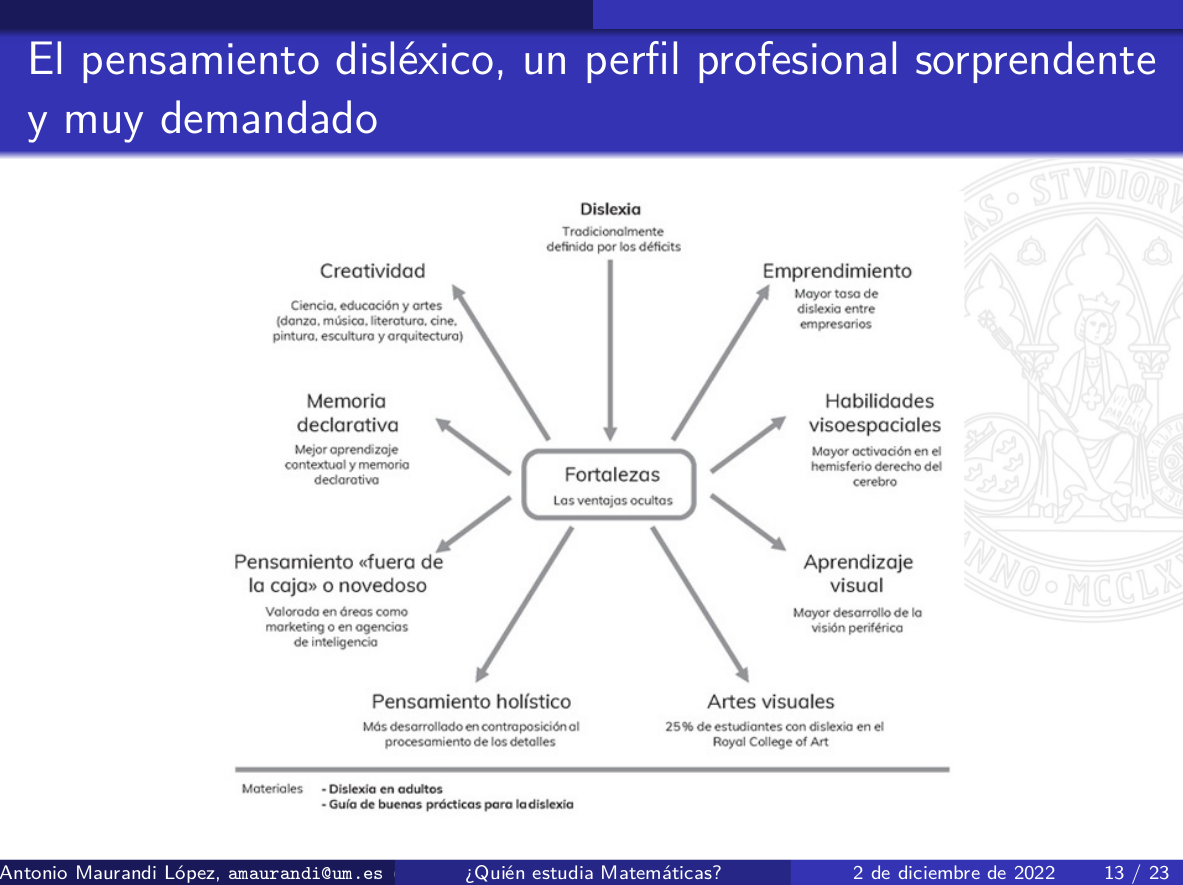 El pensamiento disléxico, un perfil profesional sorprendente
y muy demandado
Dislexia
Tradicionalmente
definida por los déficits
Creatividad
Ciencia, educación y artes
(danza, música, literatura, cine,
pintura, escultura y arquitectura)
Emprendimiento
Mayor tasa de
dislexia entre
empresarios
Memoria
declarativa
Mejor aprendizaje
contextual y memoria
declarativa
Habilidades
visoespaciales
Mayor activación en el
hemisferio derecho del
cerebro
Fortalezas
Las ventajas ocultas
Pensamiento «fuera de
la caja» o novedoso
Valorada en áreas como
marketing o en agencias
de inteligencia
Aprendizaje
visual
Mayor desarrollo de la
visión periférica
Pensamiento holístico
Más desarrollado en contraposición al
procesamiento de los detalles
Artes visuales
25% de estudiantes con dislexia en el
Royal College of Art
Materiales - Dislexia en adultos
- Guía de buenas prácticas para la dislexia
STVDIORV
NNO · MCCLX
Antonio Maurandi López, amaurandi@um.es (
¿Quién estudia Matemáticas?
2 de diciembre de 2022
13 / 23